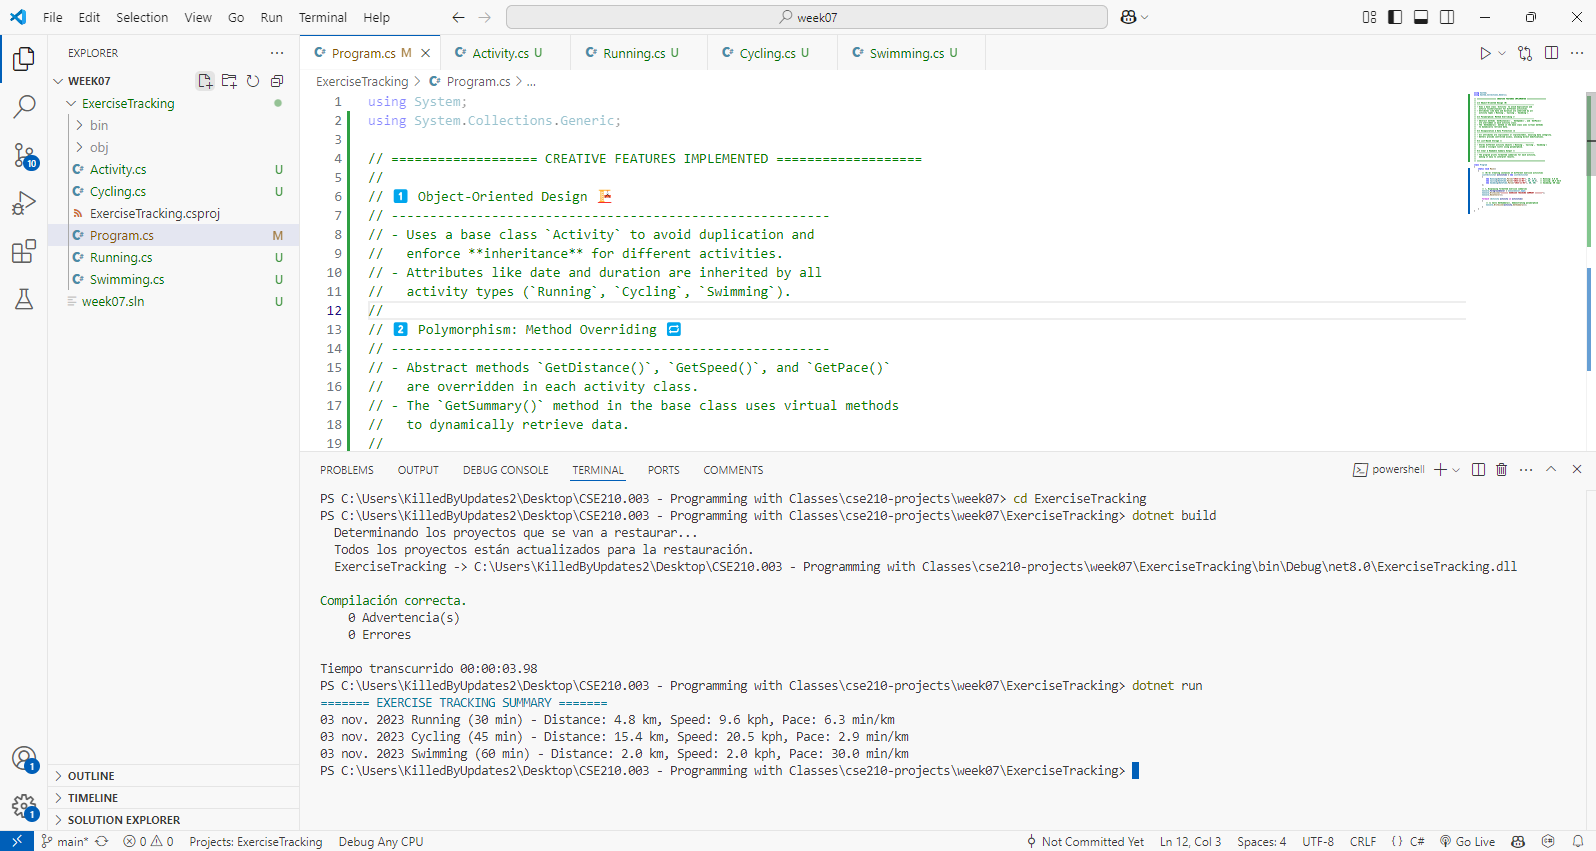 File Edit Selection View Go Run Terminal Help
week07
EXPLORER
WEEK07
ExerciseTracking
bin
obj
Activity.cs U
Cycling.cs U
ExerciseTracking.csproj
Program.cs M
Running.cs U
Swimming.cs U
week07.sln U
OUTLINE
TIMELINE
SOLUTION EXPLORER
10
1
1
Program.cs M Activity.cs U Running.cs U Cycling.cs U Swimming.cs U
ExerciseTracking > Program.cs > ...
1 using System;
2 using System.Collections.Generic;
3
4 // =================== CREATIVE FEATURES IMPLEMENTED ===================
5 //
6 // 1️⃣ Object-Oriented Design 🏗️
7 // ---------------------------------------------------------
8 // - Uses a base class `Activity` to avoid duplication and
9 //   enforce **inheritance** for different activities.
10 // - Attributes like date and duration are inherited by all
11 //   activity types (`Running`, `Cycling`, `Swimming`).
12 //
13 // 2️⃣ Polymorphism: Method Overriding 🔁
14 // ---------------------------------------------------------
15 // - Abstract methods `GetDistance()`, `GetSpeed()`, and `GetPace()`
16 //   are overridden in each activity class.
17 // - The `GetSummary()` method in the base class uses virtual methods
18 //   to dynamically retrieve data.
19 //
PROBLEMS OUTPUT DEBUG CONSOLE TERMINAL PORTS COMMENTS
powershell
PS C:\Users\KilledByUpdates2\Desktop\CSE210.003 - Programming with Classes\cse210-projects\week07> cd ExerciseTracking
PS C:\Users\KilledByUpdates2\Desktop\CSE210.003 - Programming with Classes\cse210-projects\week07\ExerciseTracking> dotnet build
Determinando los proyectos que se van a restaurar...
Todos los proyectos están actualizados para la restauración.
ExerciseTracking -> C:\Users\KilledByUpdates2\Desktop\CSE210.003 - Programming with Classes\cse210-projects\week07\ExerciseTracking\bin\Debug\net8.0\ExerciseTracking.dll
Compilación correcta.
0 Advertencia(s)
0 Errores
Tiempo transcurrido 00:00:03.98
PS C:\Users\KilledByUpdates2\Desktop\CSE210.003 - Programming with Classes\cse210-projects\week07\ExerciseTracking> dotnet run
======= EXERCISE TRACKING SUMMARY =======
03 nov. 2023 Running (30 min) - Distance: 4.8 km, Speed: 9.6 kph, Pace: 6.3 min/km
03 nov. 2023 Cycling (45 min) - Distance: 15.4 km, Speed: 20.5 kph, Pace: 2.9 min/km
03 nov. 2023 Swimming (60 min) - Distance: 2.0 km, Speed: 2.0 kph, Pace: 30.0 min/km
PS C:\Users\KilledByUpdates2\Desktop\CSE210.003 - Programming with Classes\cse210-projects\week07\ExerciseTracking>
main* 0 0 Projects: ExerciseTracking Debug Any CPU Not Committed Yet Ln 12, Col 3 Spaces: 4 UTF-8 CRLF {} C# Go Live